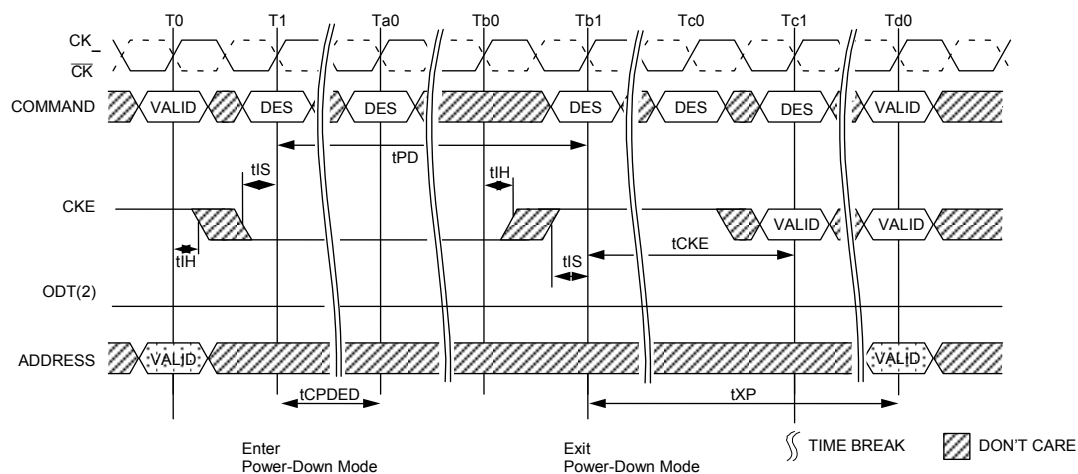 T0 T1 Ta0 Tb0 Tb1 Tc0 Tc1 Td0
CK_
CK
COMMAND VALID DES DES DES DES DES VALID
tPD
tIS tIH
CKE VALID VALID
tIH tIS tCKE
ODT(2)
ADDRESS VALID VALID
tCPDED tXP
Enter
Power-Down Mode
Exit
Power-Down Mode
TIME BREAK DON'T CARE